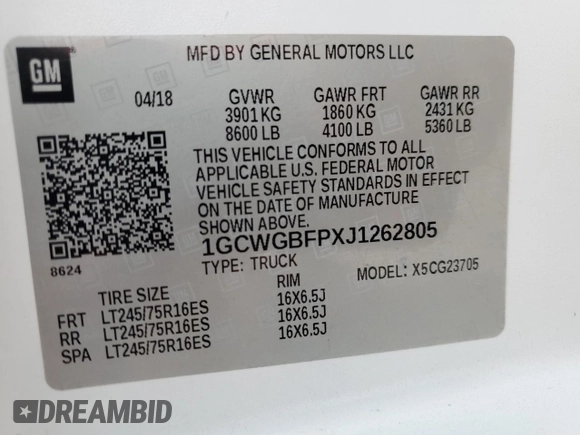 GM
MFD BY GENERAL MOTORS LLC
04/18 GVWR GAWR FRT GAWR RR
3901 KG 1860 KG 2431 KG
8600 LB 4100 LB 5360 LB
THIS VEHICLE CONFORMS TO ALL
APPLICABLE U.S. FEDERAL MOTOR
VEHICLE SAFETY STANDARDS IN EFFECT
ON THE DATE OF MANUFACTURE
SHOWN ABOVE.
8624
1GCWGBFPXJ1262805
TYPE: TRUCK MODEL: X5CG23705
TIRE SIZE RIM
FRT LT245/75R16ES 16X6.5J
RR LT245/75R16ES 16X6.5J
SPA LT245/75R16ES 16X6.5J
DREAMBID